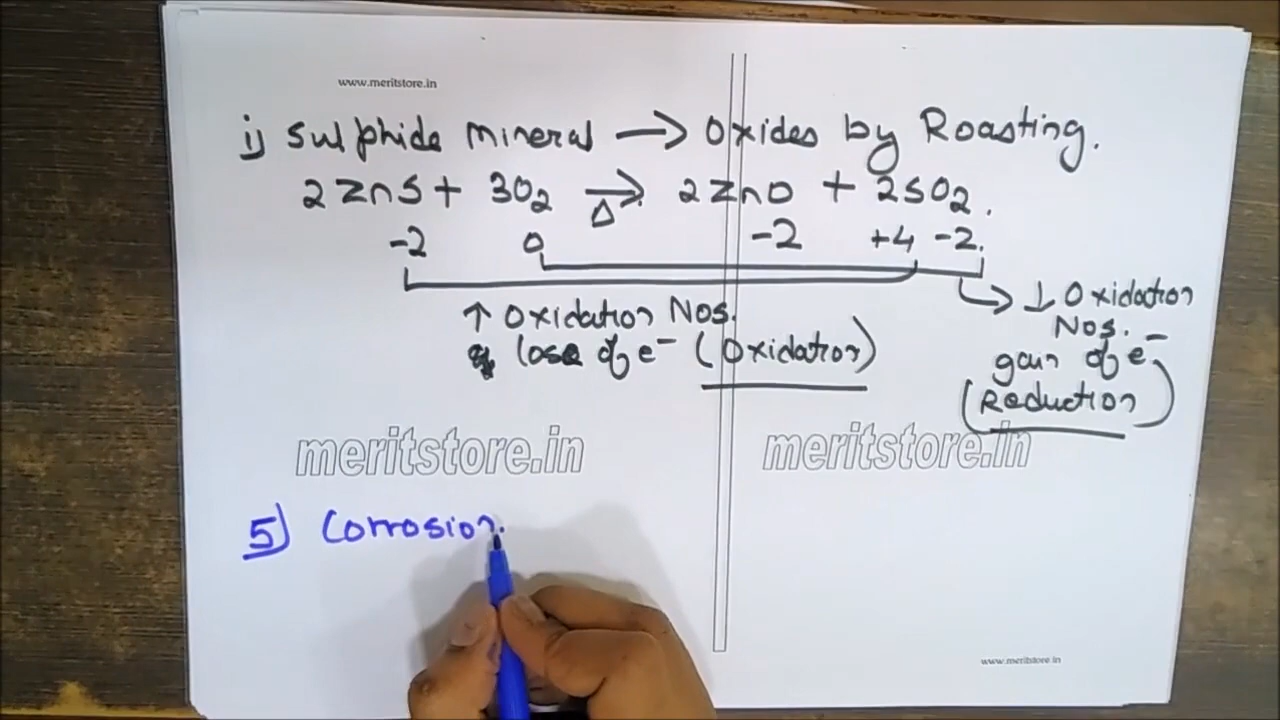 www.meritstore.in
i) Sulphide Mineral → Oxides by Roasting.
2ZnS + 3O₂ →Δ 2ZnO + 2SO₂.
-2 0 -2 +4 -2.
↑ Oxidation Nos.
lose of e⁻ (Oxidation)
↓ Oxidation
Nos.
gain of e⁻
(Reduction)
meritstore.in meritstore.in
5) Corrosion.
www.meritstore.in